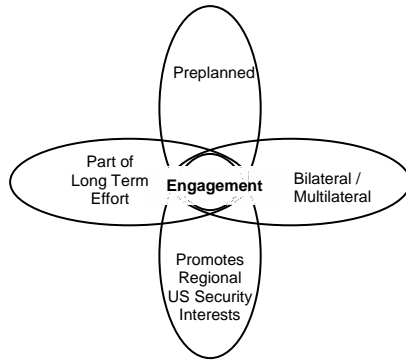 Preplanned
Part of
Long Term
Effort
Engagement
Bilateral /
Multilateral
Promotes
Regional
US Security
Interests